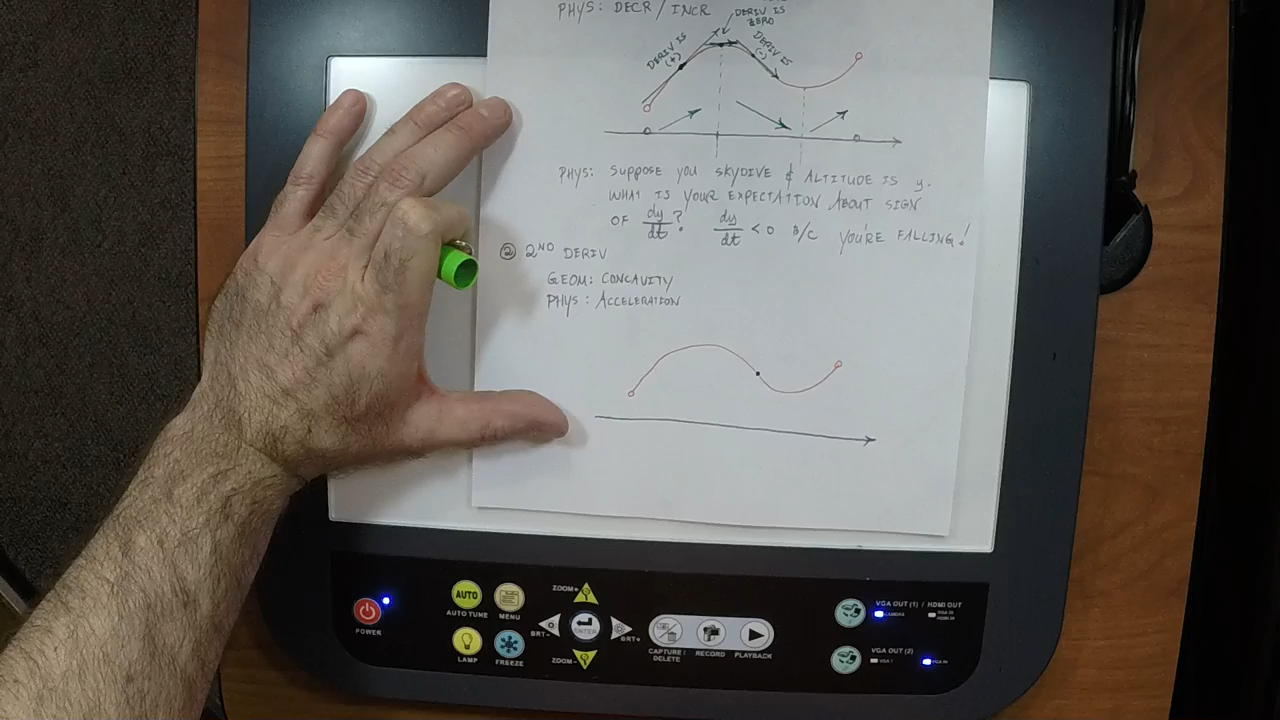 PHYS: DECR / INCR
DERIV IS
ZERO
DERIV IS
(+)
DERIV IS
(-)
PHYS: SUPPOSE YOU SKYDIVE & ALTITUDE IS y.
WHAT IS YOUR EXPECTATION ABOUT SIGN
OF dy/dt? dy/dt < 0 B/C YOU'RE FALLING!
② 2ND DERIV
GEOM: CONCAVITY
PHYS: ACCELERATION
POWER
AUTO
AUTO TUNE
MENU
LAMP
FREEZE
ZOOM+
BRT-
ENTER
BRT+
ZOOM-
CAPTURE /
DELETE
RECORD
PLAYBACK
VGA OUT (1) / HDMI OUT
CAMERA
VGA OUT (2)